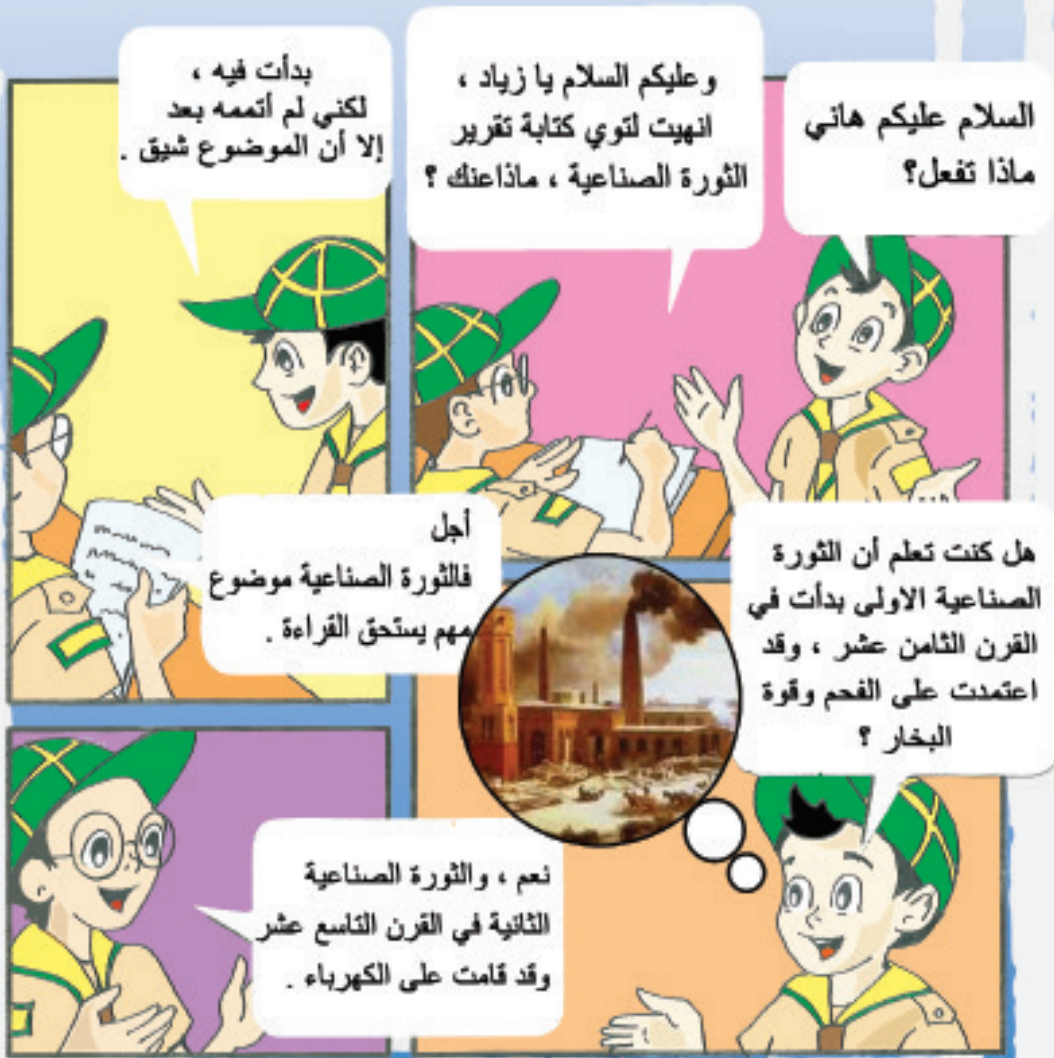 السلام عليكم هاني
ماذا تفعل؟
وعليكم السلام يا زياد ،
انهيت لتوي كتابة تقرير
الثورة الصناعية ، ماذاعنك ؟
بدأت فيه ،
لكني لم أتممه بعد
إلا أن الموضوع شيق .
أجل
فالثورة الصناعية موضوع
مهم يستحق القراءة .
هل كنت تعلم أن الثورة
الصناعية الاولى بدأت في
القرن الثامن عشر ، وقد
اعتمدت على الفحم وقوة
البخار ؟
نعم ، والثورة الصناعية
الثانية في القرن التاسع عشر
وقد قامت على الكهرباء .